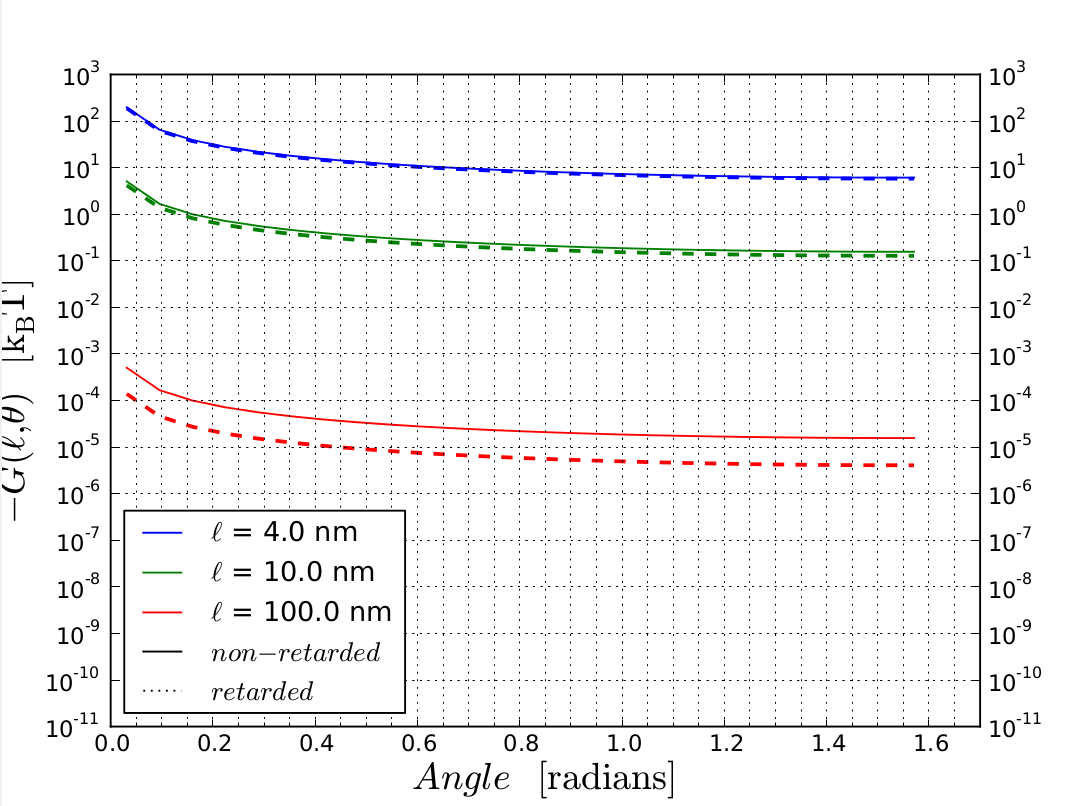 10³ 10³
10² 10²
10¹ 10¹
10⁰ 10⁰
10⁻¹ 10⁻¹
10⁻² 10⁻²
10⁻³ 10⁻³
10⁻⁴ 10⁻⁴
10⁻⁵ 10⁻⁵
10⁻⁶ 10⁻⁶
10⁻⁷ 10⁻⁷
10⁻⁸ 10⁻⁸
10⁻⁹ 10⁻⁹
10⁻¹⁰ 10⁻¹⁰
10⁻¹¹ 10⁻¹¹
−G(ℓ,θ) [k_BT]
ℓ = 4.0 nm
ℓ = 10.0 nm
ℓ = 100.0 nm
non−retarded
retarded
0.0 0.2 0.4 0.6 0.8 1.0 1.2 1.4 1.6
Angle [radians]